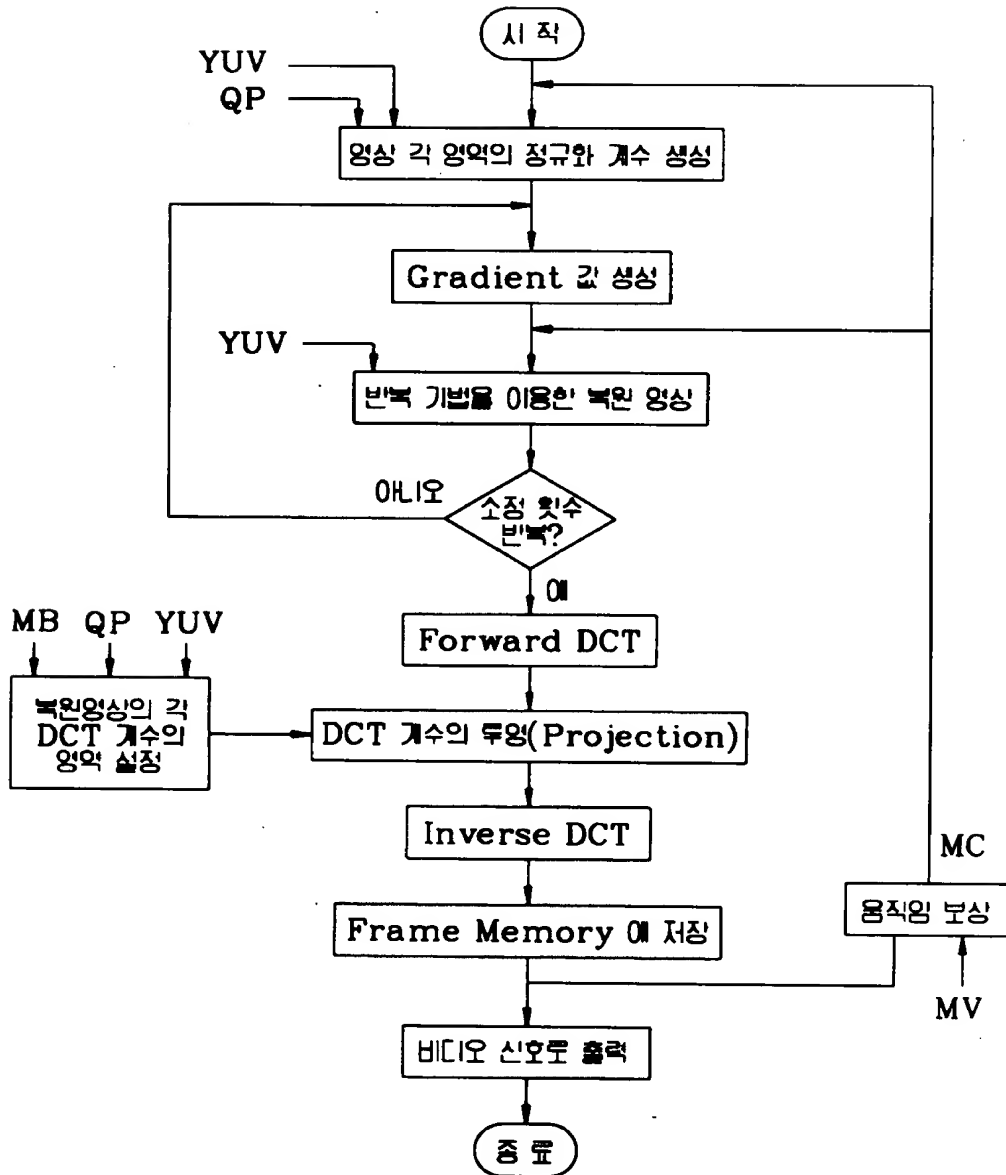 시 작
YUV
QP
영상 각 영역의 정규화 계수 생성
Gradient 값 생성
YUV
반복 기법을 이용한 복원 영상
아니오
소정 횟수
반복?
예
Forward DCT
MB QP YUV
복원영상의 각
DCT 계수의
영역 설정
DCT 계수의 투영(Projection)
Inverse DCT
MC
움직임 보상
Frame Memory 에 저장
MV
비디오 신호로 출력
종 료